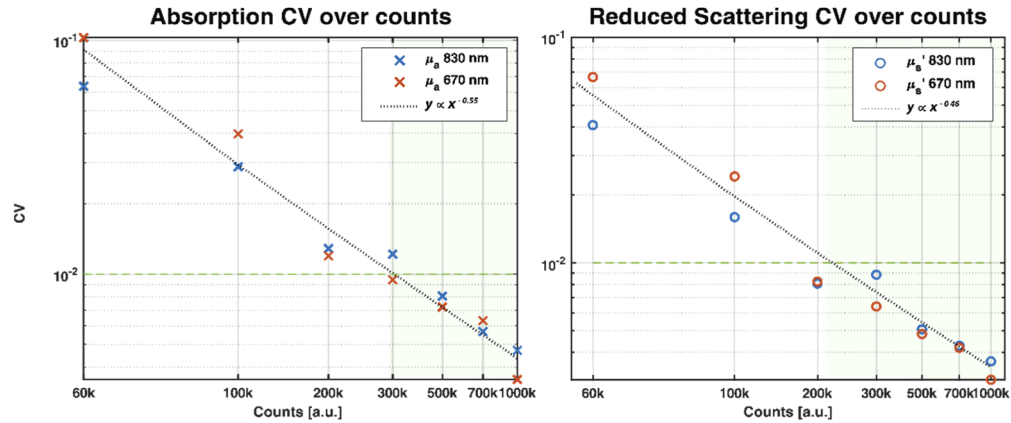 Absorption CV over counts
CV
10⁻¹
10⁻²
μa 830 nm
μa 670 nm
y ∝ x⁻⁰·⁵⁵
60k 100k 200k 300k 500k 700k 1000k
Counts [a.u.]
Reduced Scattering CV over counts
10⁻¹
10⁻²
μs' 830 nm
μs' 670 nm
y ∝ x⁻⁰·⁴⁶
60k 100k 200k 300k 500k 700k 1000k
Counts [a.u.]